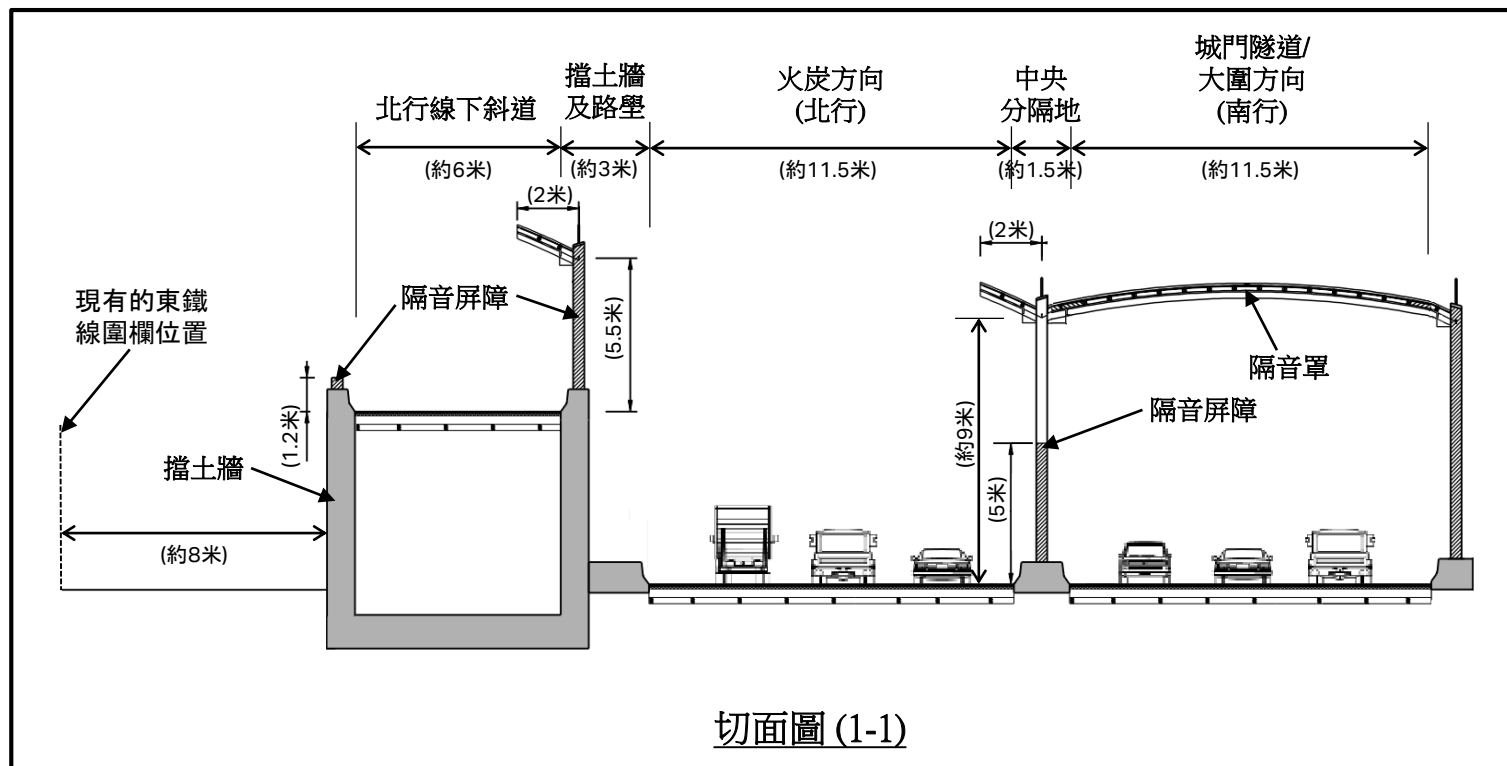 北行線下斜道
(約6米)
擋土牆
及路壆
(約3米)
火炭方向
(北行)
(約11.5米)
中央
分隔地
(約1.5米)
城門隧道/
大圍方向
(南行)
(約11.5米)
(2米)
(2米)
現有的東鐵
線圍欄位置
隔音屏障
(5.5米)
(1.2米)
擋土牆
(約8米)
(約9米)
(5米)
隔音屏障
隔音罩
切面圖 (1-1)